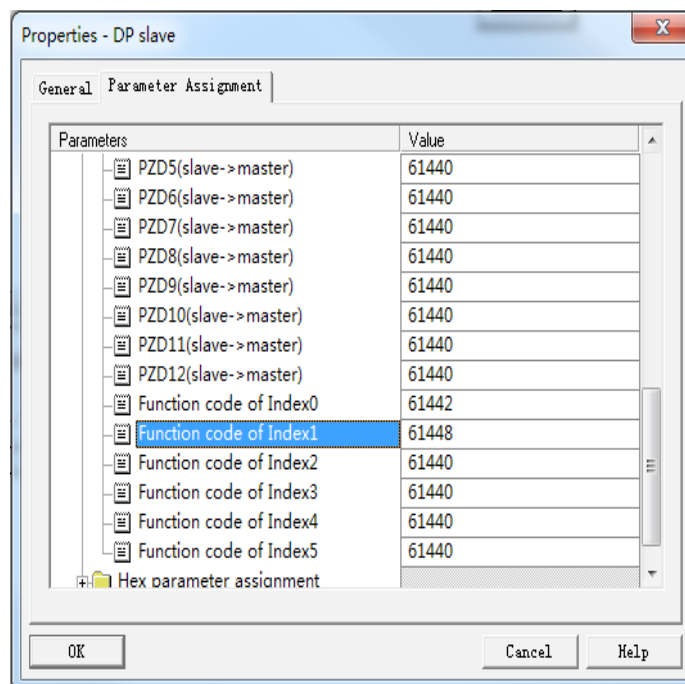 Properties - DP slave
X
General Parameter Assignment
Parameters Value
PZD5(slave->master) 61440
PZD6(slave->master) 61440
PZD7(slave->master) 61440
PZD8(slave->master) 61440
PZD9(slave->master) 61440
PZD10(slave->master) 61440
PZD11(slave->master) 61440
PZD12(slave->master) 61440
Function code of Index0 61442
Function code of Index1 61448
Function code of Index2 61440
Function code of Index3 61440
Function code of Index4 61440
Function code of Index5 61440
Hex parameter assignment
OK Cancel Help